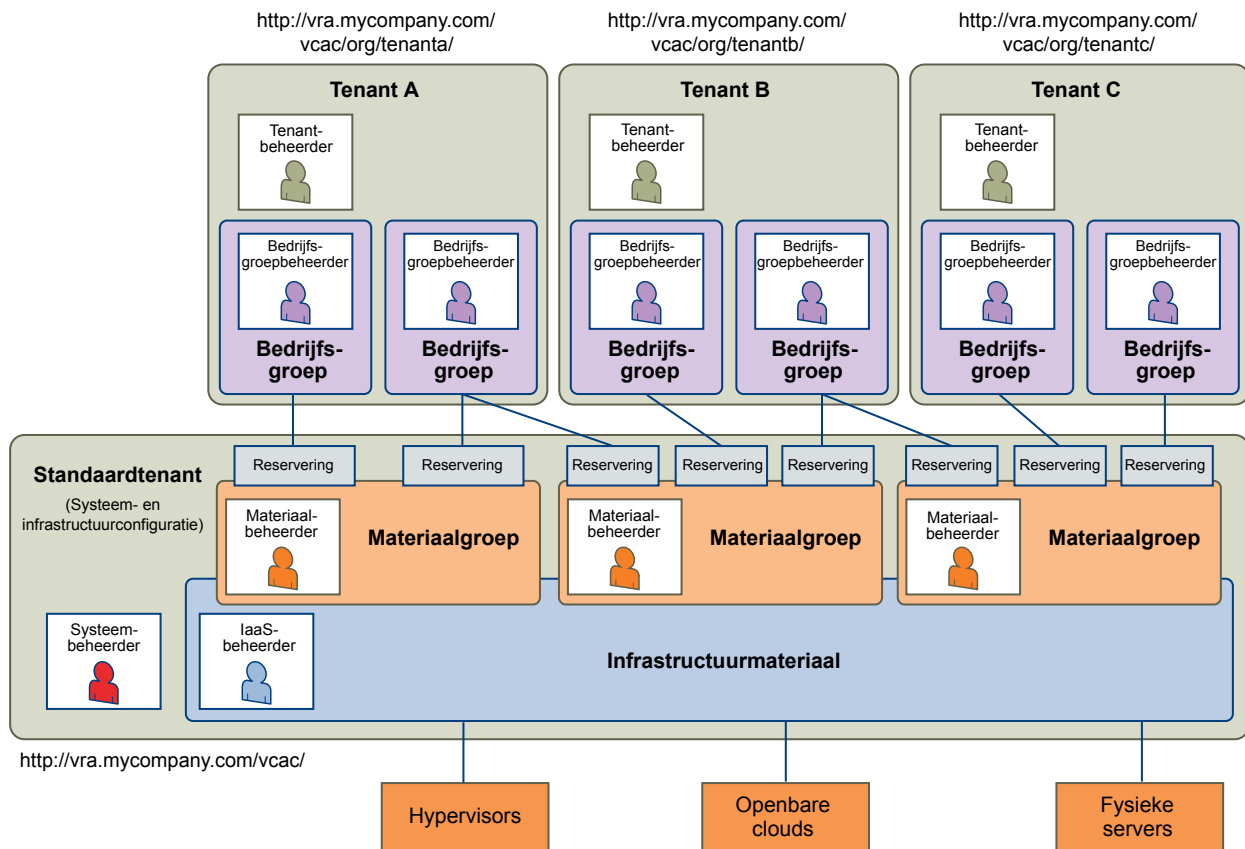 http://vra.mycompany.com/
vcac/org/tenanta/
http://vra.mycompany.com/
vcac/org/tenantb/
http://vra.mycompany.com/
vcac/org/tenantc/
Tenant A
Tenant-
beheerder
Bedrijfs-
groepbeheerder
Bedrijfs-
groep
Bedrijfs-
groepbeheerder
Bedrijfs-
groep
Tenant B
Tenant-
beheerder
Bedrijfs-
groepbeheerder
Bedrijfs-
groep
Bedrijfs-
groepbeheerder
Bedrijfs-
groep
Tenant C
Tenant-
beheerder
Bedrijfs-
groepbeheerder
Bedrijfs-
groep
Bedrijfs-
groepbeheerder
Bedrijfs-
groep
Standaardtenant
(Systeem- en
infrastructuurconfiguratie)
Reservering
Reservering
Reservering
Reservering
Reservering
Reservering
Reservering
Reservering
Materiaal-
beheerder
Materiaalgroep
Materiaal-
beheerder
Materiaalgroep
Materiaal-
beheerder
Materiaalgroep
Systeem-
beheerder
IaaS-
beheerder
Infrastructuurmateriaal
http://vra.mycompany.com/vcac/
Hypervisors
Openbare
clouds
Fysieke
servers